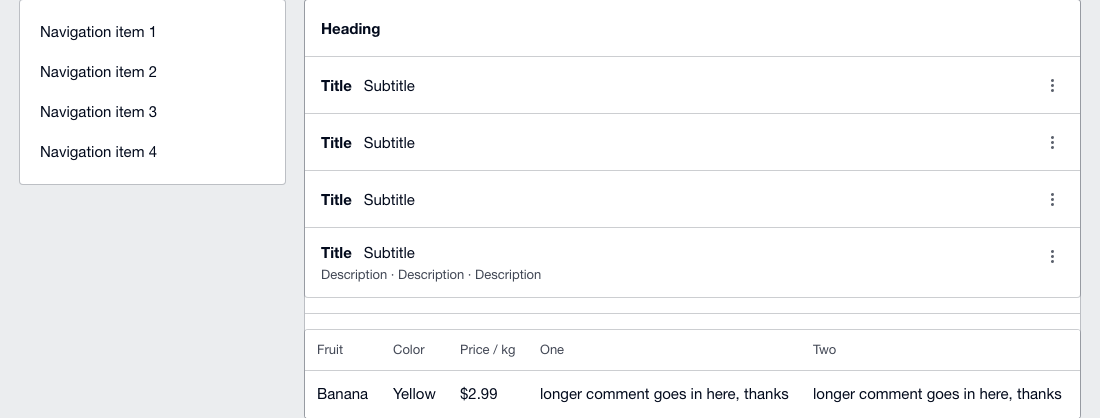 Navigation item 1
Navigation item 2
Navigation item 3
Navigation item 4
Heading
Title Subtitle
Title Subtitle
Title Subtitle
Title Subtitle
Description · Description · Description
Fruit Color Price / kg One Two
Banana Yellow $2.99 longer comment goes in here, thanks longer comment goes in here, thanks